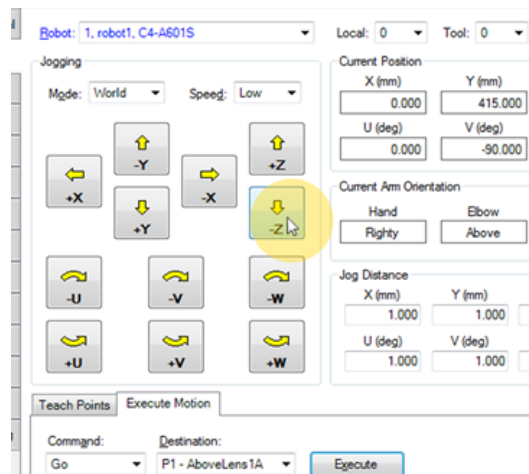 Robot: 1, robot1, C4-A601S Local: 0 Tool: 0
Jogging
Mode: World Speed: Low
-Y +Z
+X -X
+Y -Z
-U -V -W
+U +V +W
Current Position
X (mm) Y (mm)
0.000 415.000
U (deg) V (deg)
0.000 -90.000
Current Arm Orientation
Hand Elbow
Righty Above
Jog Distance
X (mm) Y (mm)
1.000 1.000
U (deg) V (deg)
1.000 1.000
Teach Points Execute Motion
Command: Destination:
Go P1 - AboveLens1A Execute